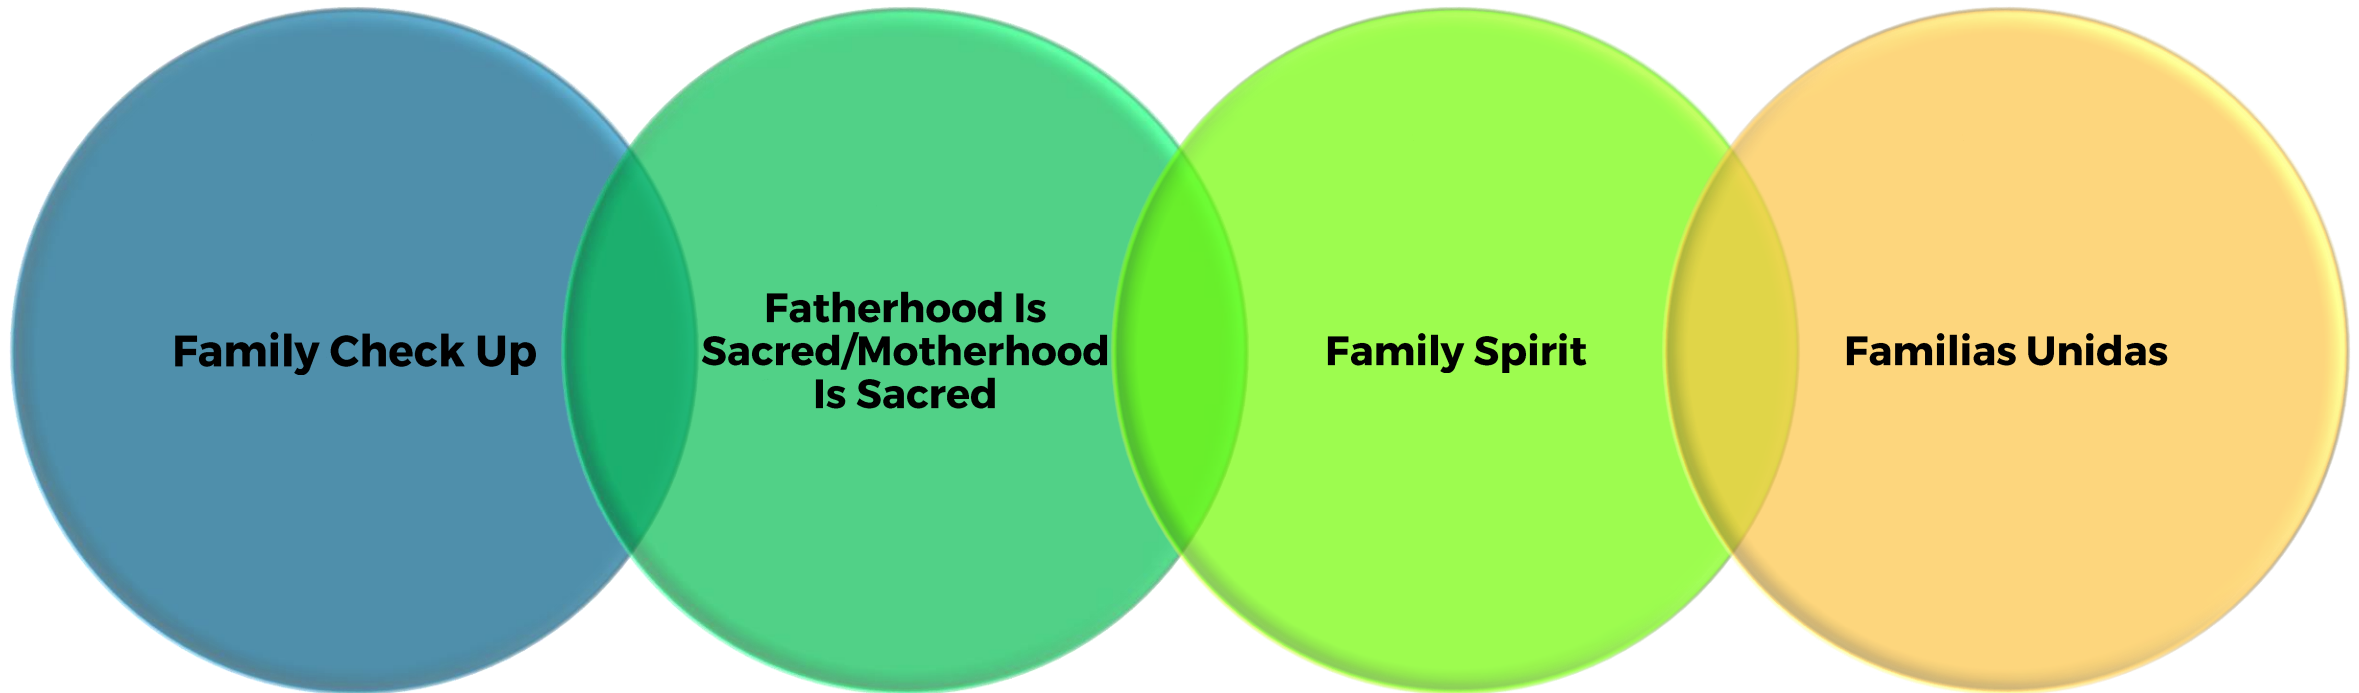 Family Check Up
Fatherhood Is
Sacred/Motherhood
Is Sacred
Family Spirit
Familias Unidas